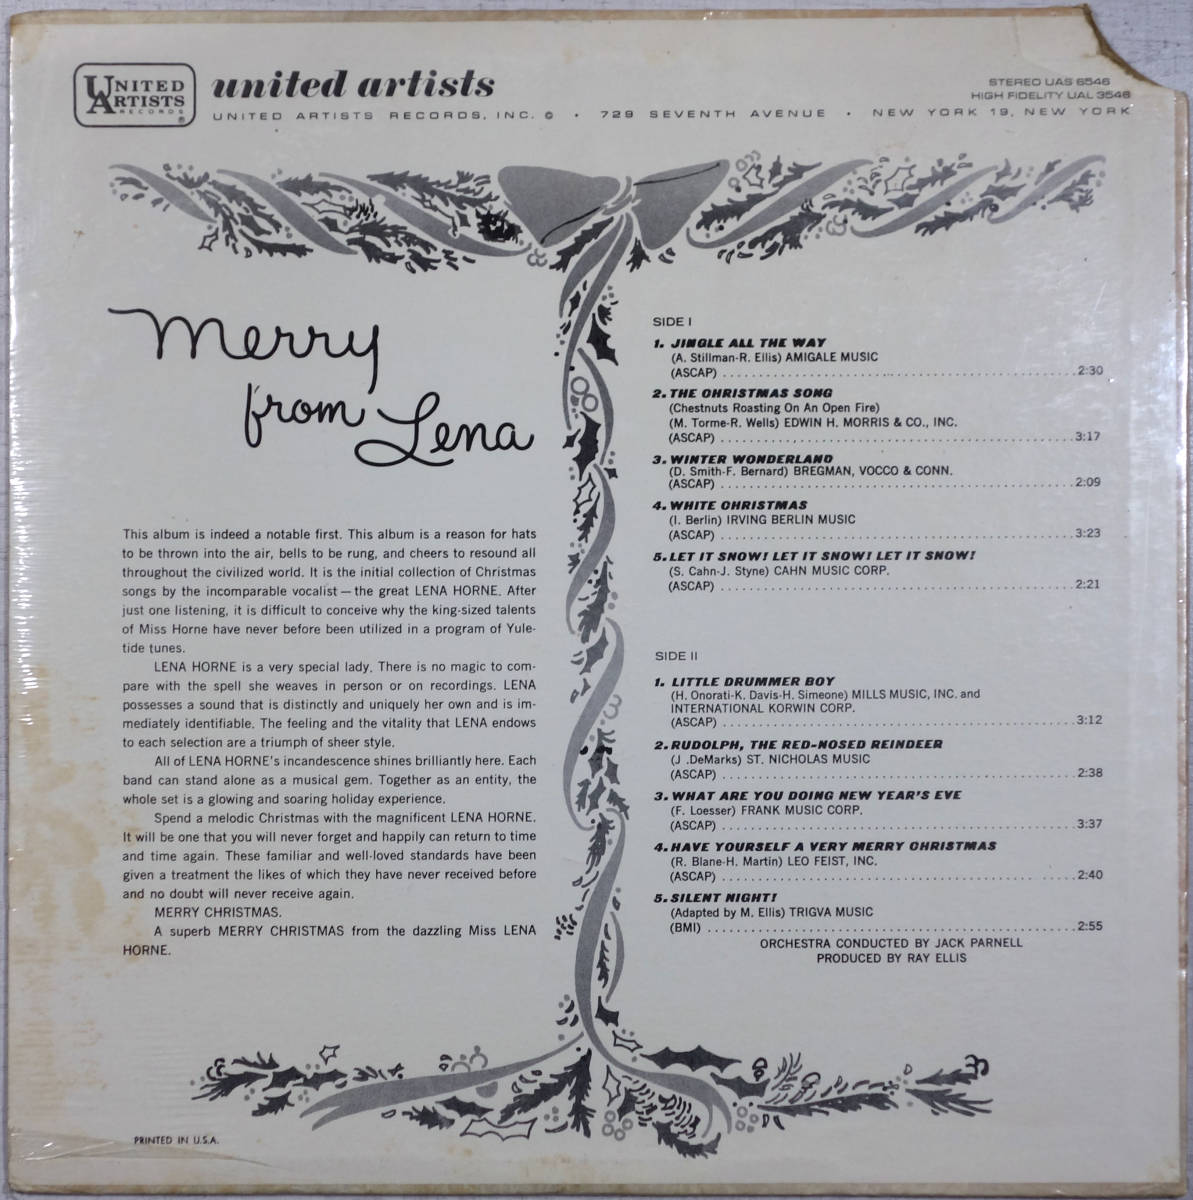 UNITED
ARTISTS
RECORDS
®
united artists
STEREO UAS 6546
HIGH FIDELITY UAL 3546
UNITED ARTISTS RECORDS, INC. © • 729 SEVENTH AVENUE • NEW YORK 19, NEW YORK
merry
from Lena
This album is indeed a notable first. This album is a reason for hats
to be thrown into the air, bells to be rung, and cheers to resound all
throughout the civilized world. It is the initial collection of Christmas
songs by the incomparable vocalist — the great LENA HORNE. After
just one listening, it is difficult to conceive why the king-sized talents
of Miss Horne have never before been utilized in a program of Yule-
tide tunes.
LENA HORNE is a very special lady. There is no magic to com-
pare with the spell she weaves in person or on recordings. LENA
possesses a sound that is distinctly and uniquely her own and is im-
mediately identifiable. The feeling and the vitality that LENA endows
to each selection are a triumph of sheer style.
All of LENA HORNE's incandescence shines brilliantly here. Each
band can stand alone as a musical gem. Together as an entity, the
whole set is a glowing and soaring holiday experience.
Spend a melodic Christmas with the magnificent LENA HORNE.
It will be one that you will never forget and happily can return to time
and time again. These familiar and well-loved standards have been
given a treatment the likes of which they have never received before
and no doubt will never receive again.
MERRY CHRISTMAS.
A superb MERRY CHRISTMAS from the dazzling Miss LENA
HORNE.
SIDE I
1. JINGLE ALL THE WAY
(A. Stillman-R. Ellis) AMIGALE MUSIC
(ASCAP) . . . . . . . . . . 2:30
2. THE CHRISTMAS SONG
(Chestnuts Roasting On An Open Fire)
(M. Torme-R. Wells) EDWIN H. MORRIS & CO., INC.
(ASCAP) . . . . . . . . . . 3:17
3. WINTER WONDERLAND
(D. Smith-F. Bernard) BREGMAN, VOCCO & CONN.
(ASCAP) . . . . . . . . . . 2:09
4. WHITE CHRISTMAS
(I. Berlin) IRVING BERLIN MUSIC
(ASCAP) . . . . . . . . . . 3:23
5. LET IT SNOW! LET IT SNOW! LET IT SNOW!
(S. Cahn-J. Styne) CAHN MUSIC CORP.
(ASCAP) . . . . . . . . . . 2:21
SIDE II
1. LITTLE DRUMMER BOY
(H. Onorati-K. Davis-H. Simeone) MILLS MUSIC, INC. and
INTERNATIONAL KORWIN CORP.
(ASCAP) . . . . . . . . . . 3:12
2. RUDOLPH, THE RED-NOSED REINDEER
(J .DeMarks) ST. NICHOLAS MUSIC
(ASCAP) . . . . . . . . . . 2:38
3. WHAT ARE YOU DOING NEW YEAR'S EVE
(F. Loesser) FRANK MUSIC CORP.
(ASCAP) . . . . . . . . . . 3:37
4. HAVE YOURSELF A VERY MERRY CHRISTMAS
(R. Blane-H. Martin) LEO FEIST, INC.
(ASCAP) . . . . . . . . . . 2:40
5. SILENT NIGHT!
(Adapted by M. Ellis) TRIGVA MUSIC
(BMI) . . . . . . . . . . 2:55
ORCHESTRA CONDUCTED BY JACK PARNELL
PRODUCED BY RAY ELLIS
PRINTED IN U.S.A.